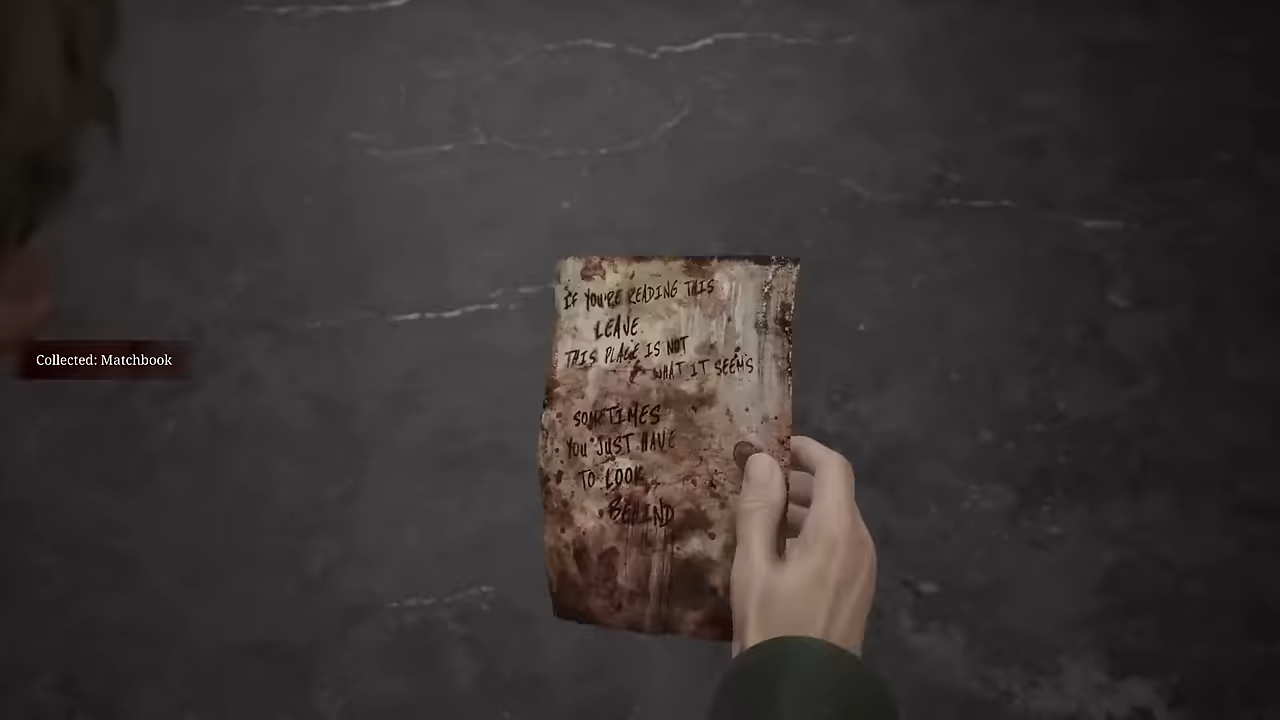 Collected: Matchbook
IF YOU'RE READING THIS
LEAVE.
THIS PLACE IS NOT
WHAT IT SEEMS.
SOMETIMES
YOU JUST HAVE
TO LOOK
BEHIND